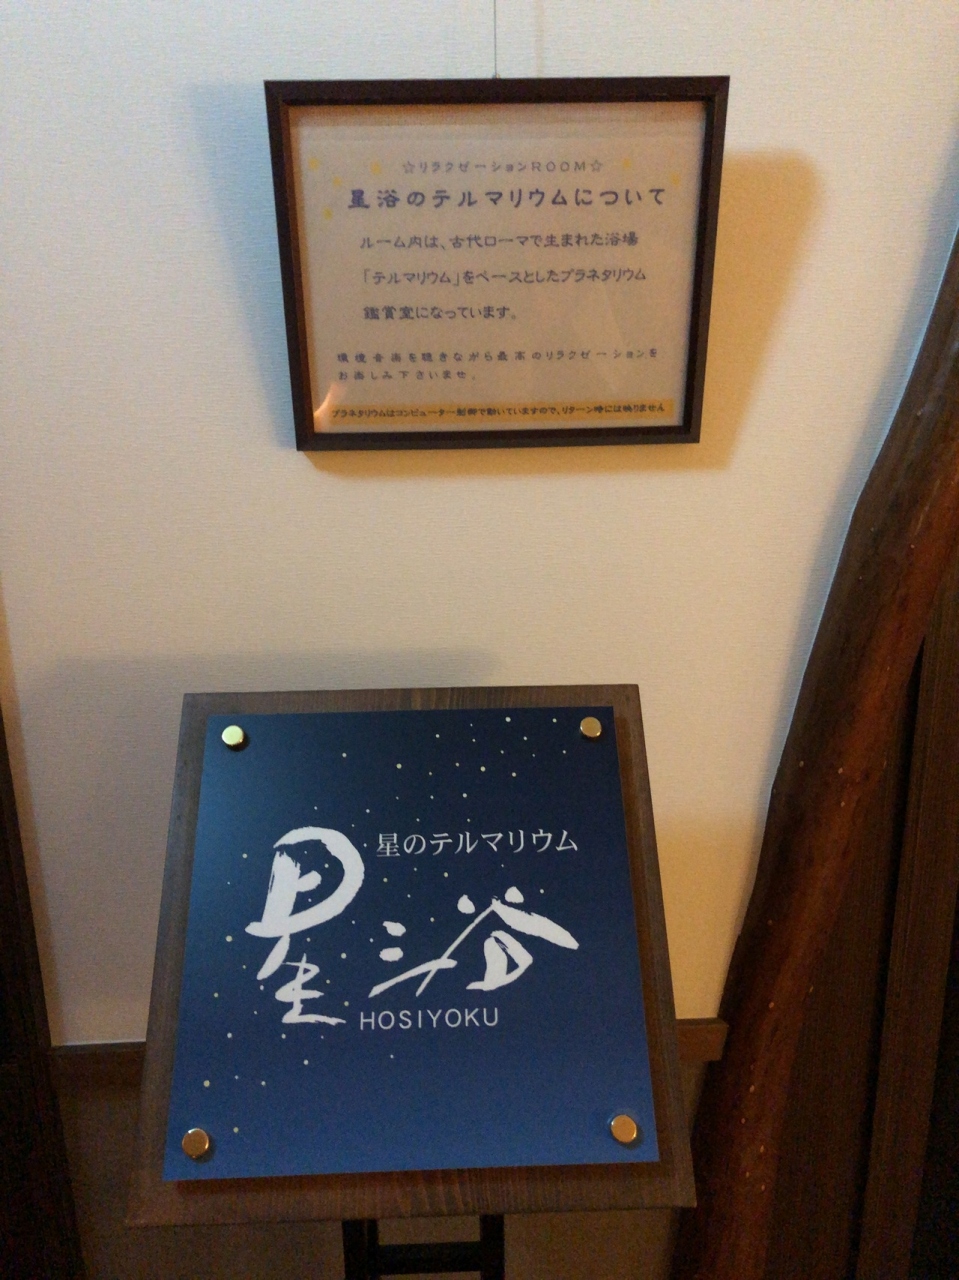 ☆リラクゼーションROOM☆
星浴のテルマリウムについて
ルーム内は、古代ローマで生まれた浴場
「テルマリウム」をベースとしたプラネタリウム
鑑賞室になっています。
環境音楽を聴きながら最高のリラクゼーションを
お楽しみ下さいませ。
プラネタリウムはコンピューター制御で動いていますので、リターン時には映りません
星のテルマリウム
星浴
HOSIYOKU